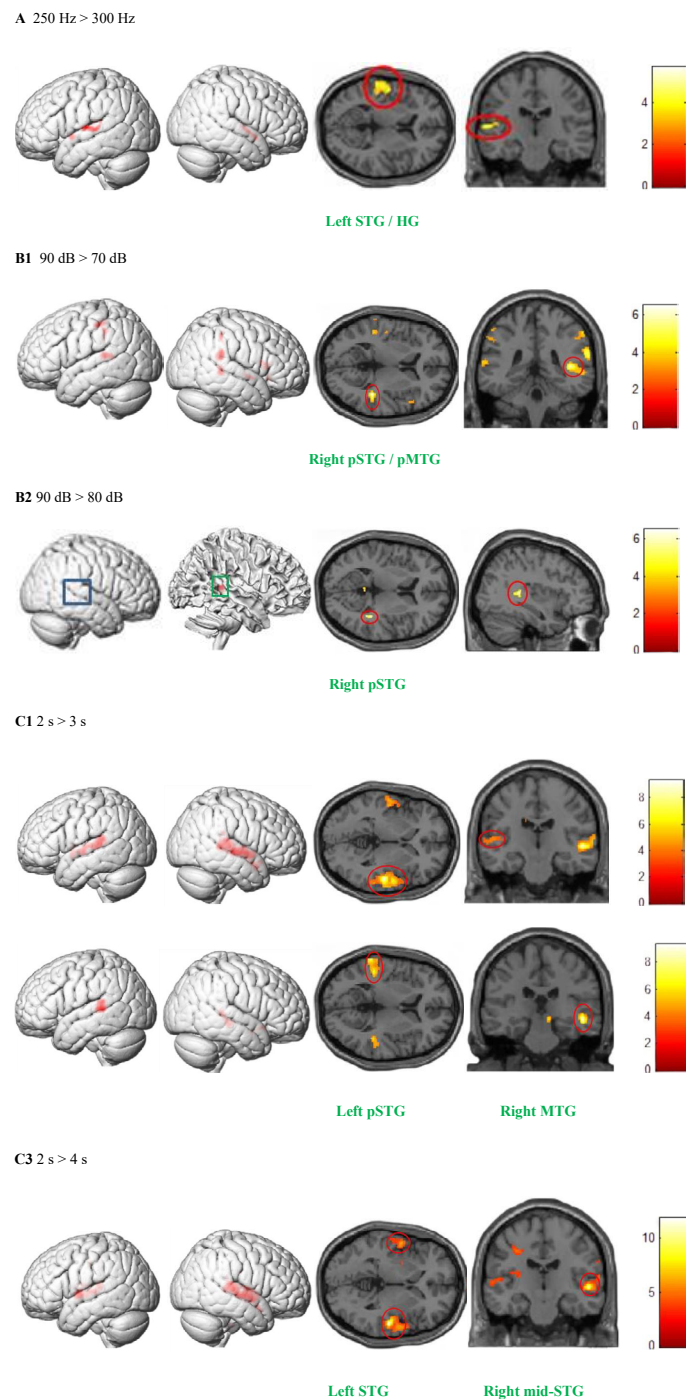 A 250 Hz > 300 Hz
4
2
0
Left STG / HG
B1 90 dB > 70 dB
6
4
2
0
Right pSTG / pMTG
B2 90 dB > 80 dB
6
4
2
0
Right pSTG
C1 2 s > 3 s
8
6
4
2
0
8
6
4
2
0
Left pSTG Right MTG
C3 2 s > 4 s
10
5
0
Left STG Right mid-STG